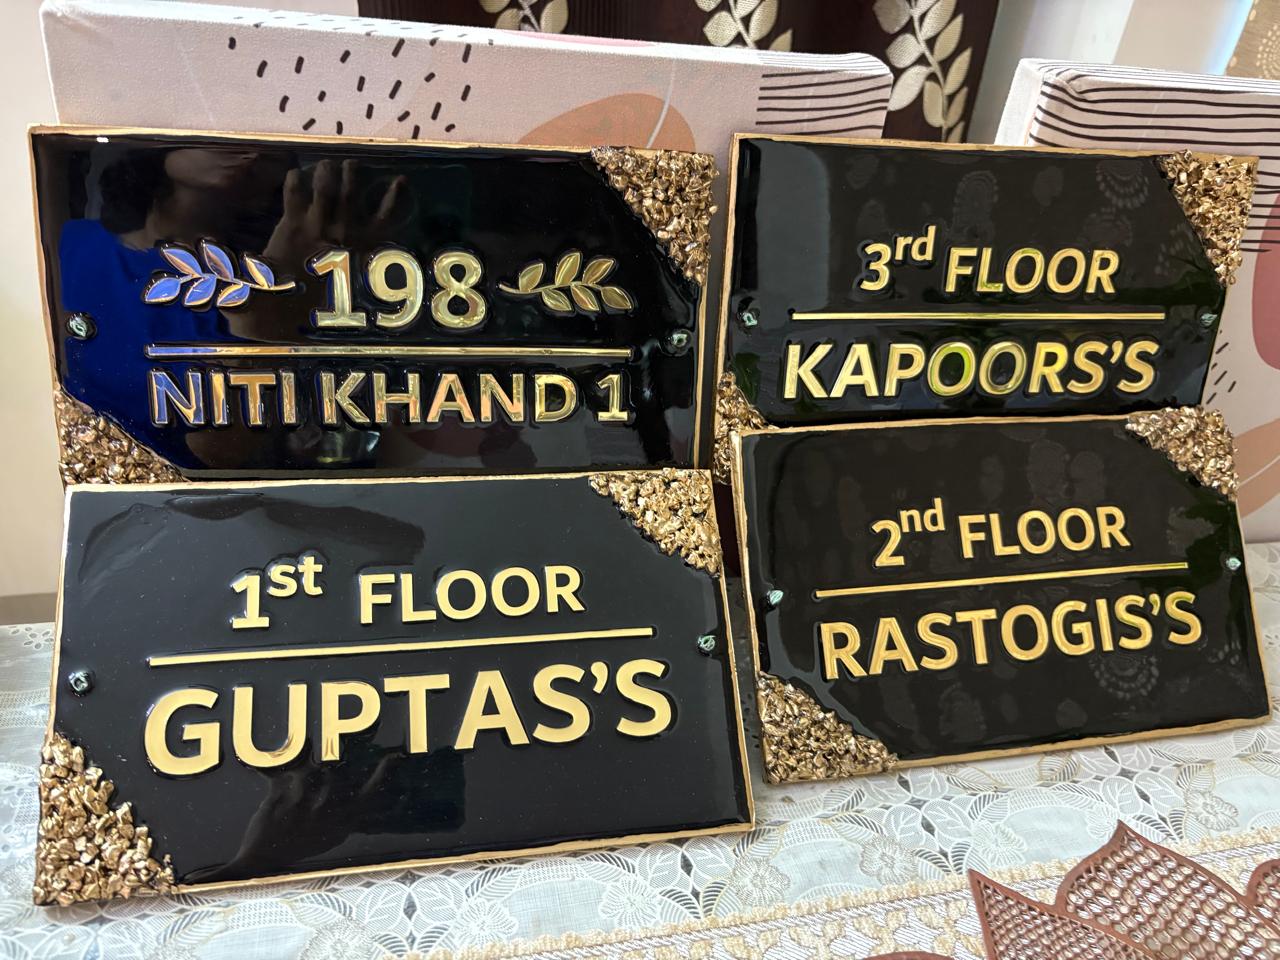 198
NITI KHAND 1
3rd FLOOR
KAPOORS'S
1st FLOOR
GUPTAS'S
2nd FLOOR
RASTOGIS'S